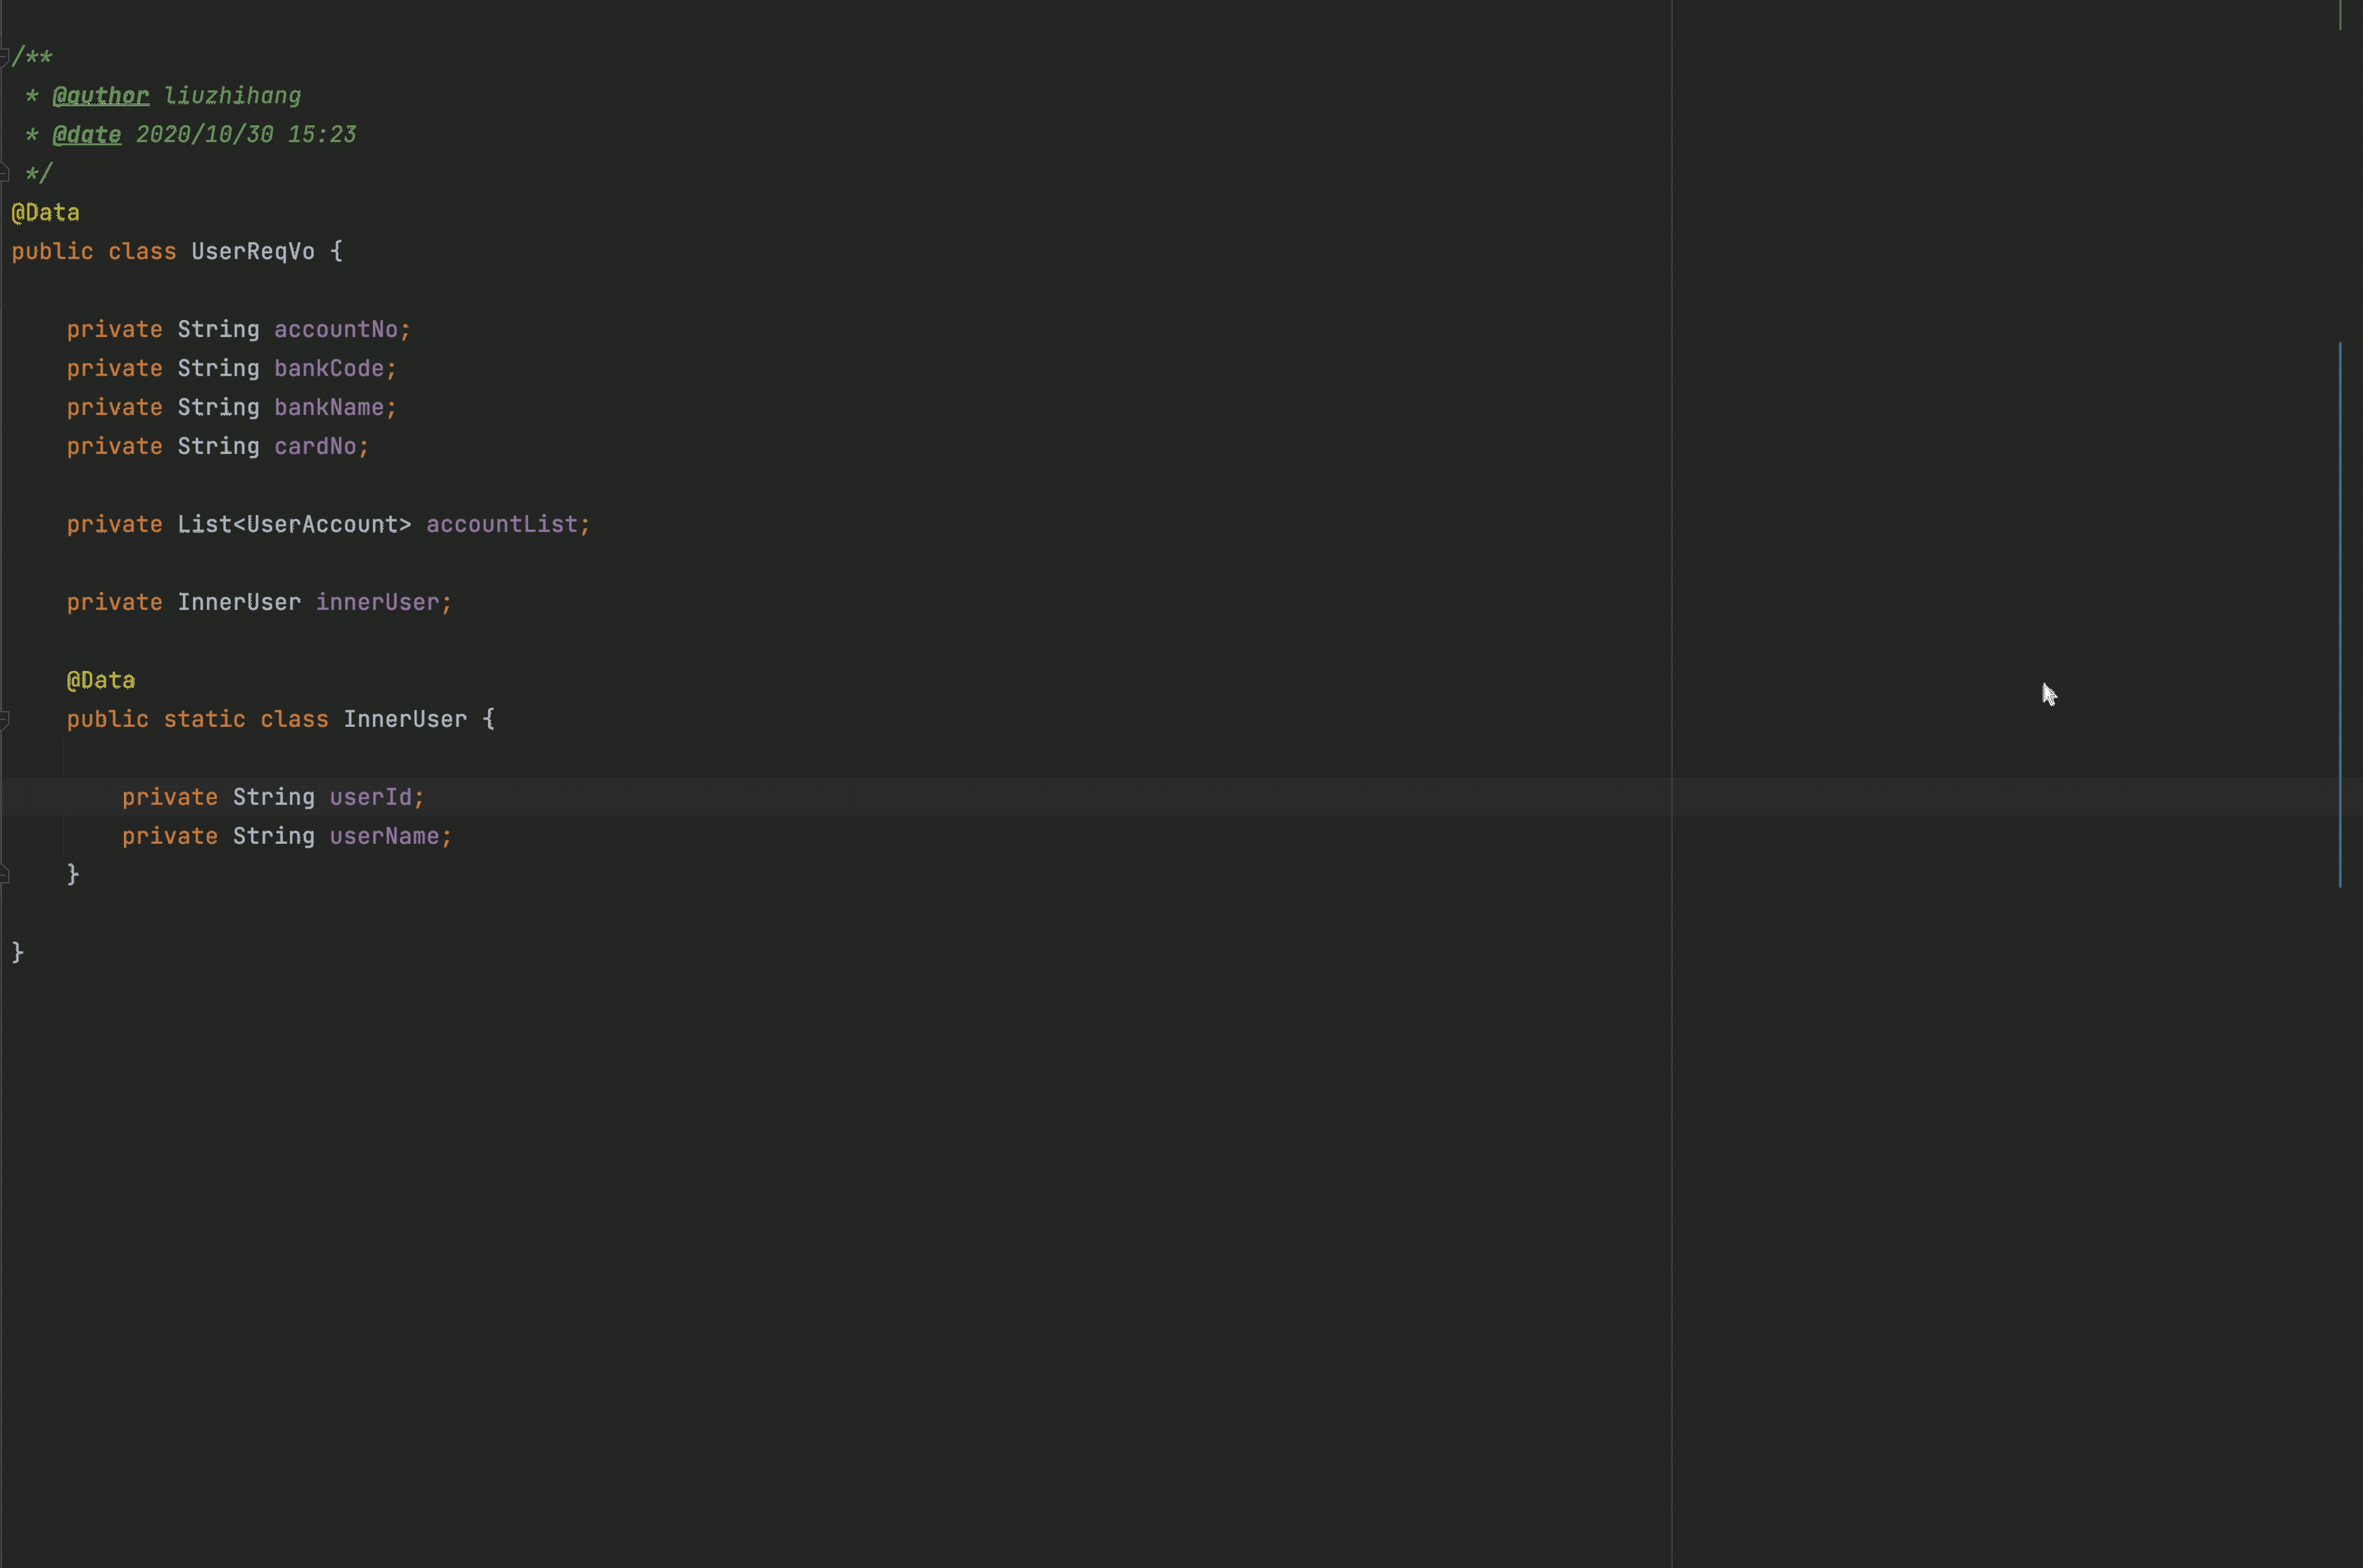 /**
 * @author liuzhihang
 * @date 2020/10/30 15:23
 */
@Data
public class UserReqVo {
    private String accountNo;
    private String bankCode;
    private String bankName;
    private String cardNo;
    private List<UserAccount> accountList;
    private InnerUser innerUser;
    @Data
    public static class InnerUser {
        private String userId;
        private String userName;
    }
}